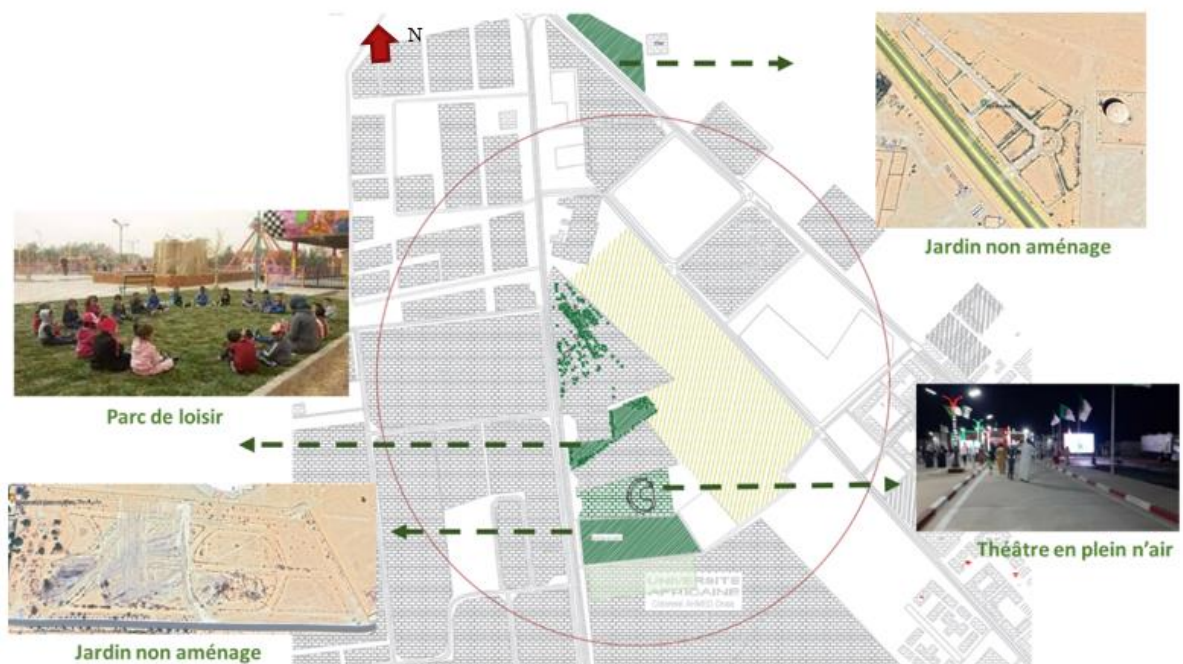 N
Jardin non aménage
Parc de loisir
Théâtre en plein n'air
Jardin non aménage
UNIVERSITE
AFRICAINE